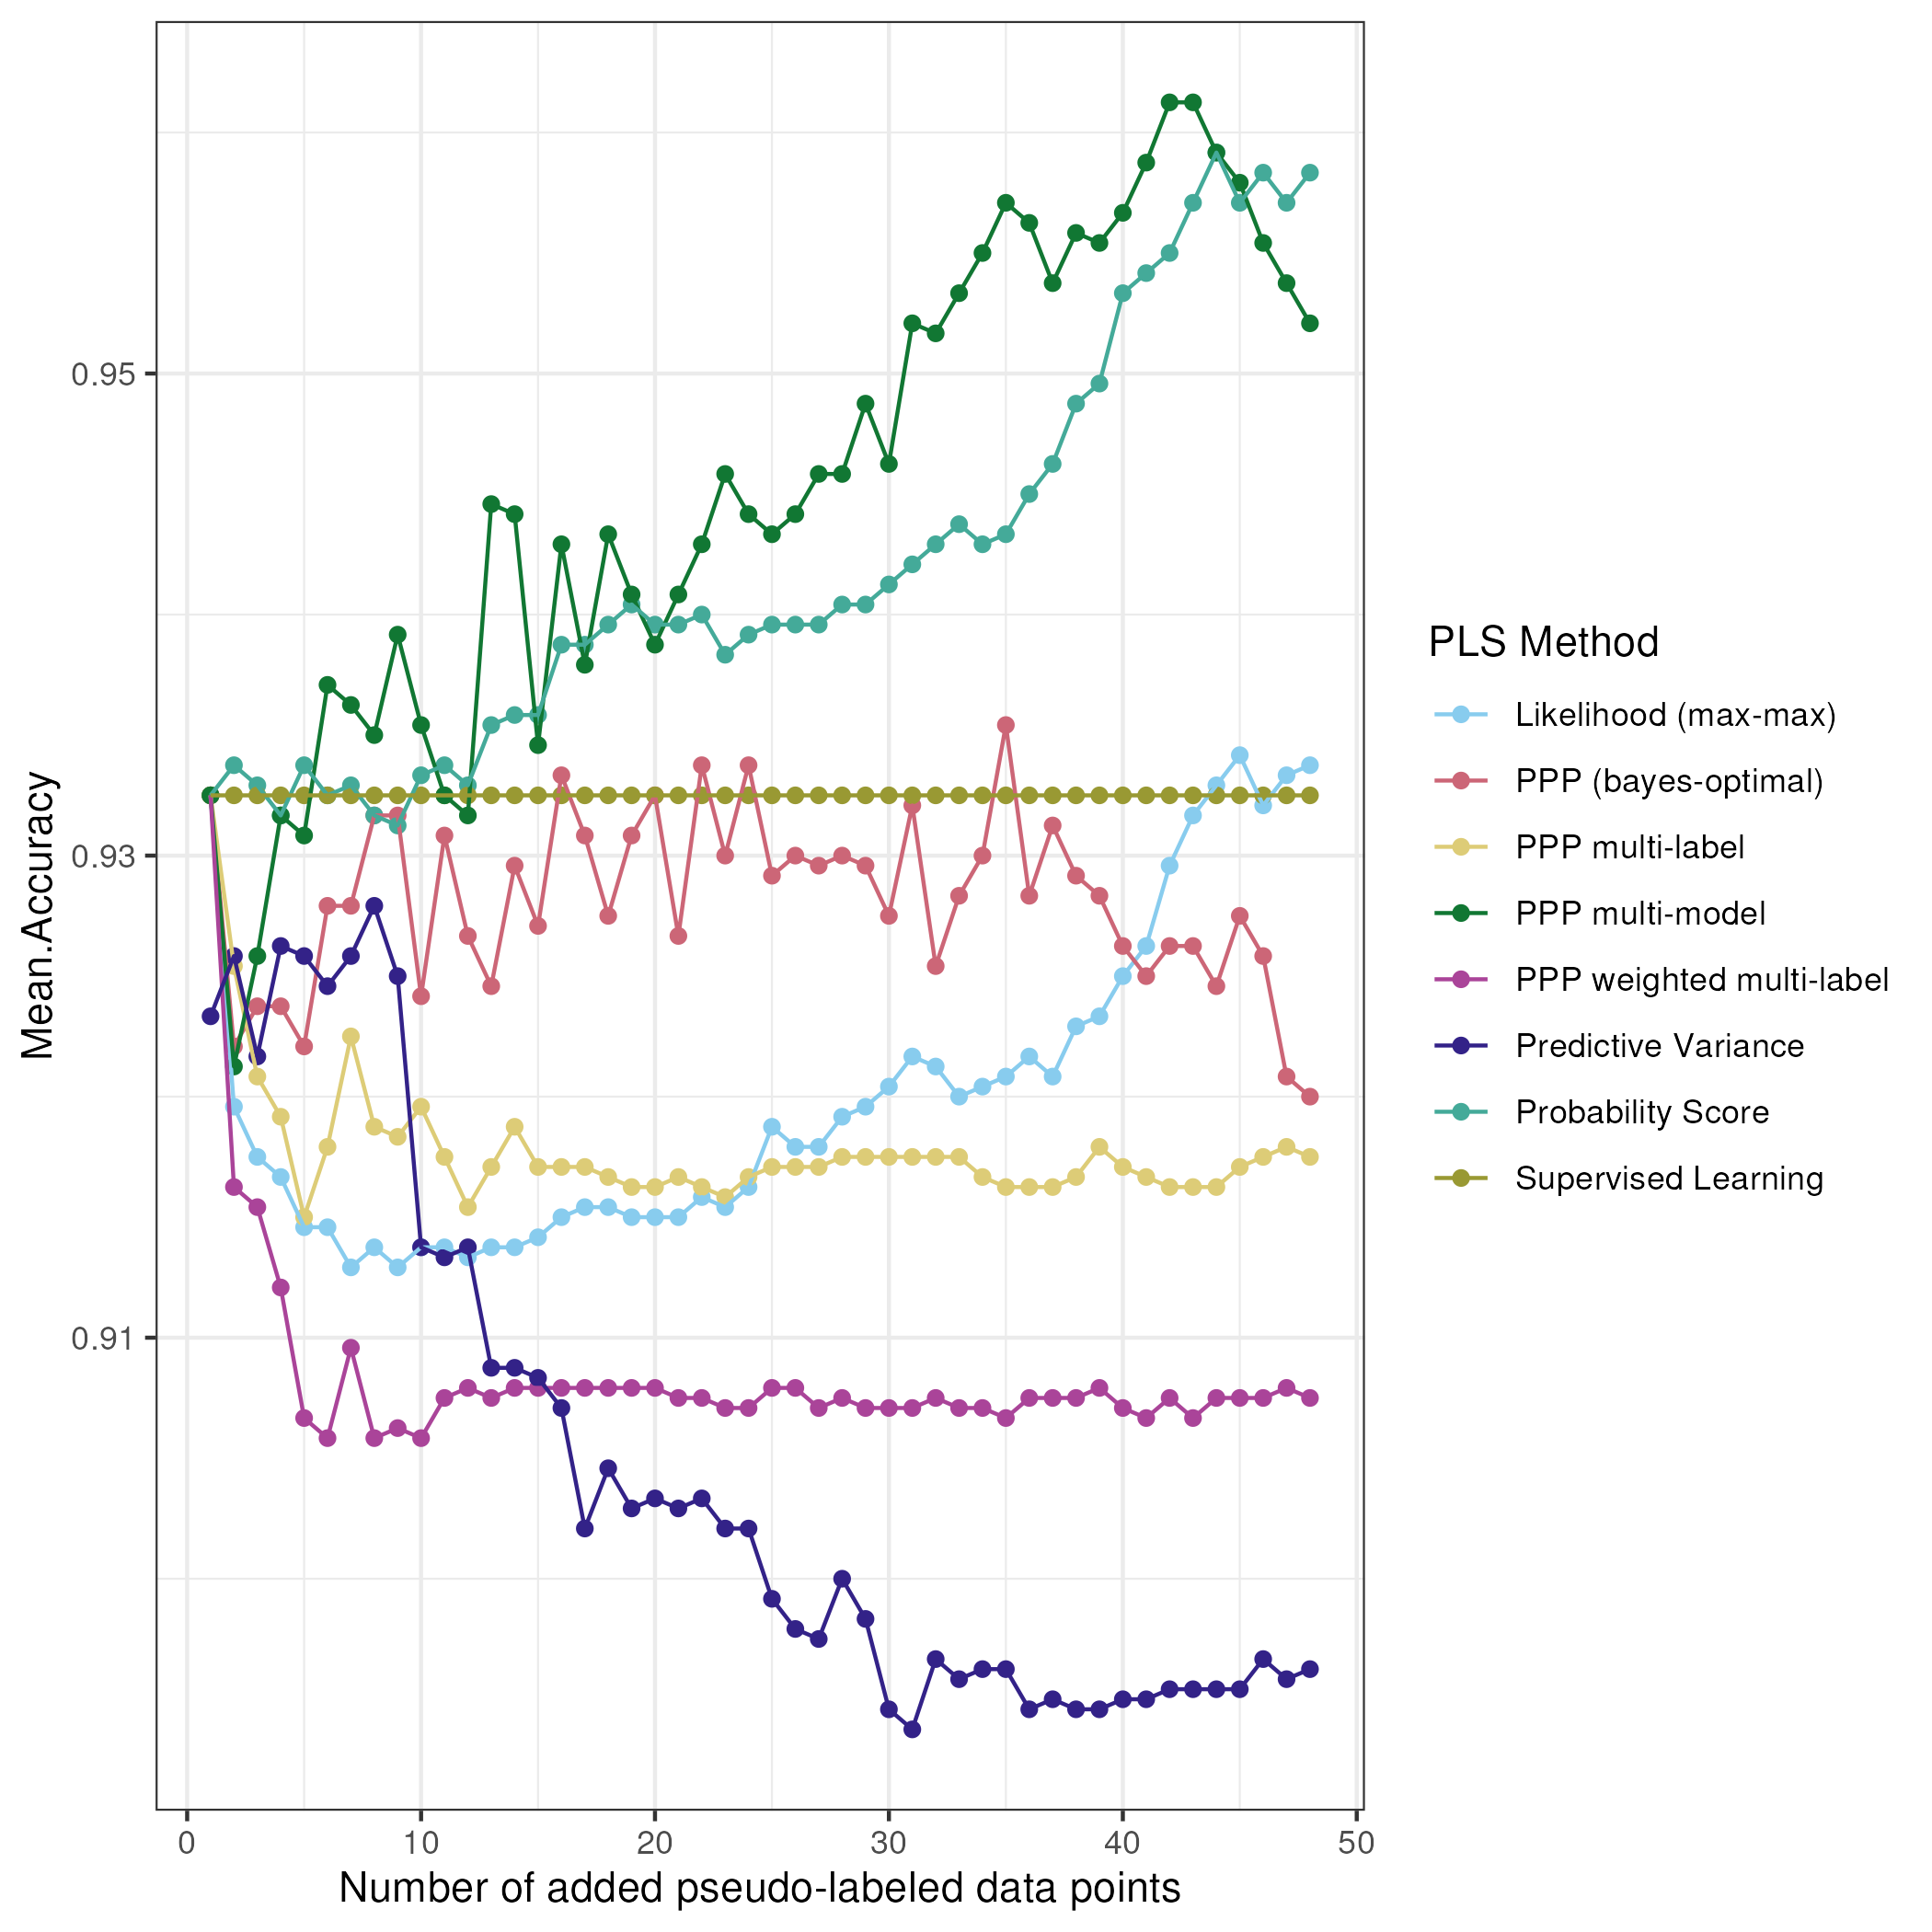 0.95
0.93
0.91
Mean.Accuracy
0 10 20 30 40 50
Number of added pseudo-labeled data points
PLS Method
Likelihood (max-max)
PPP (bayes-optimal)
PPP multi-label
PPP multi-model
PPP weighted multi-label
Predictive Variance
Probability Score
Supervised Learning